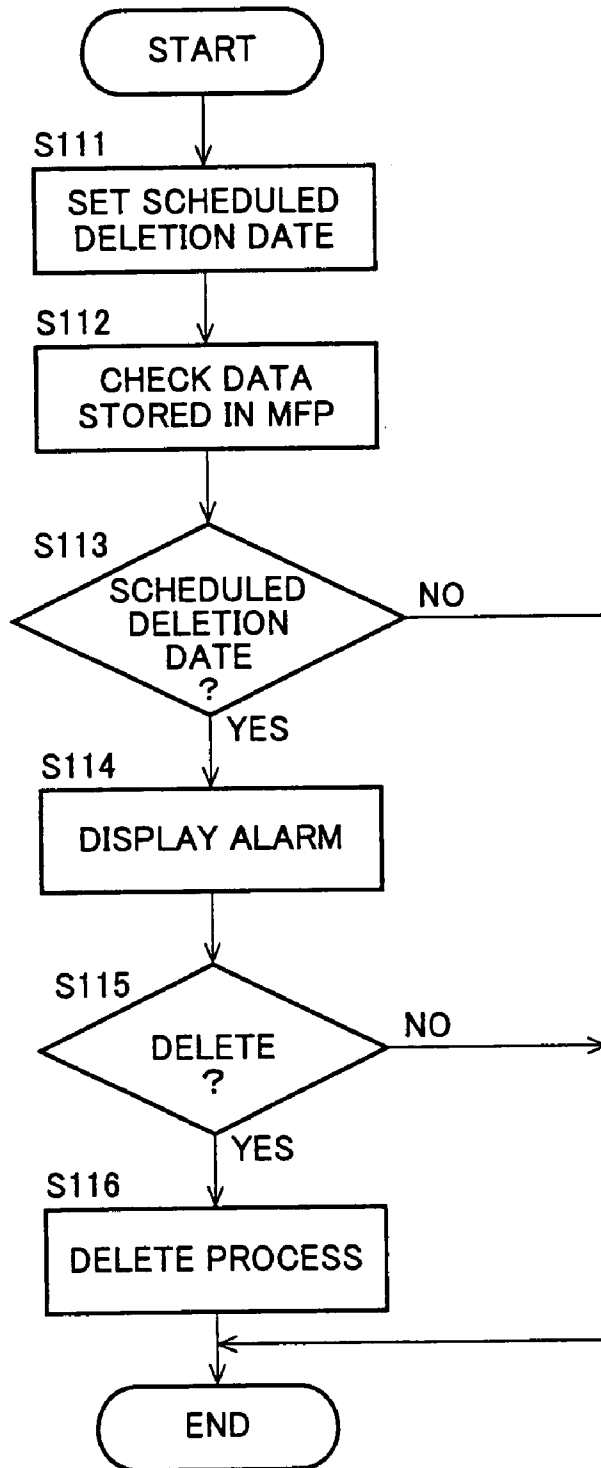 START
S111
SET SCHEDULED
DELETION DATE
S112
CHECK DATA
STORED IN MFP
S113
SCHEDULED
DELETION
DATE
?
NO
YES
S114
DISPLAY ALARM
S115
DELETE
?
NO
YES
S116
DELETE PROCESS
END